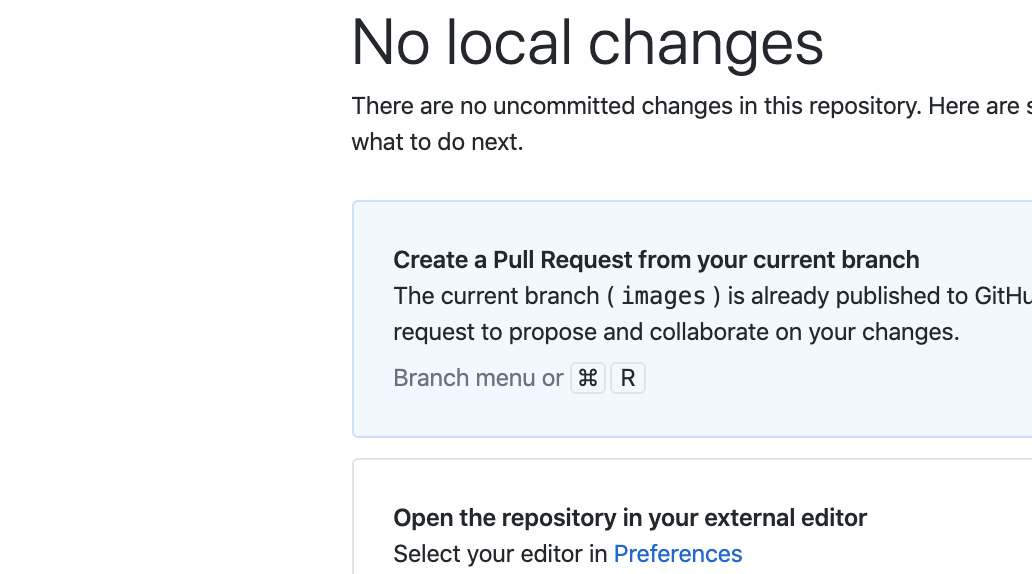 No local changes
There are no uncommitted changes in this repository. Here are
what to do next.
Create a Pull Request from your current branch
The current branch ( images ) is already published to GitHu
request to propose and collaborate on your changes.
Branch menu or ⌘ R
Open the repository in your external editor
Select your editor in Preferences